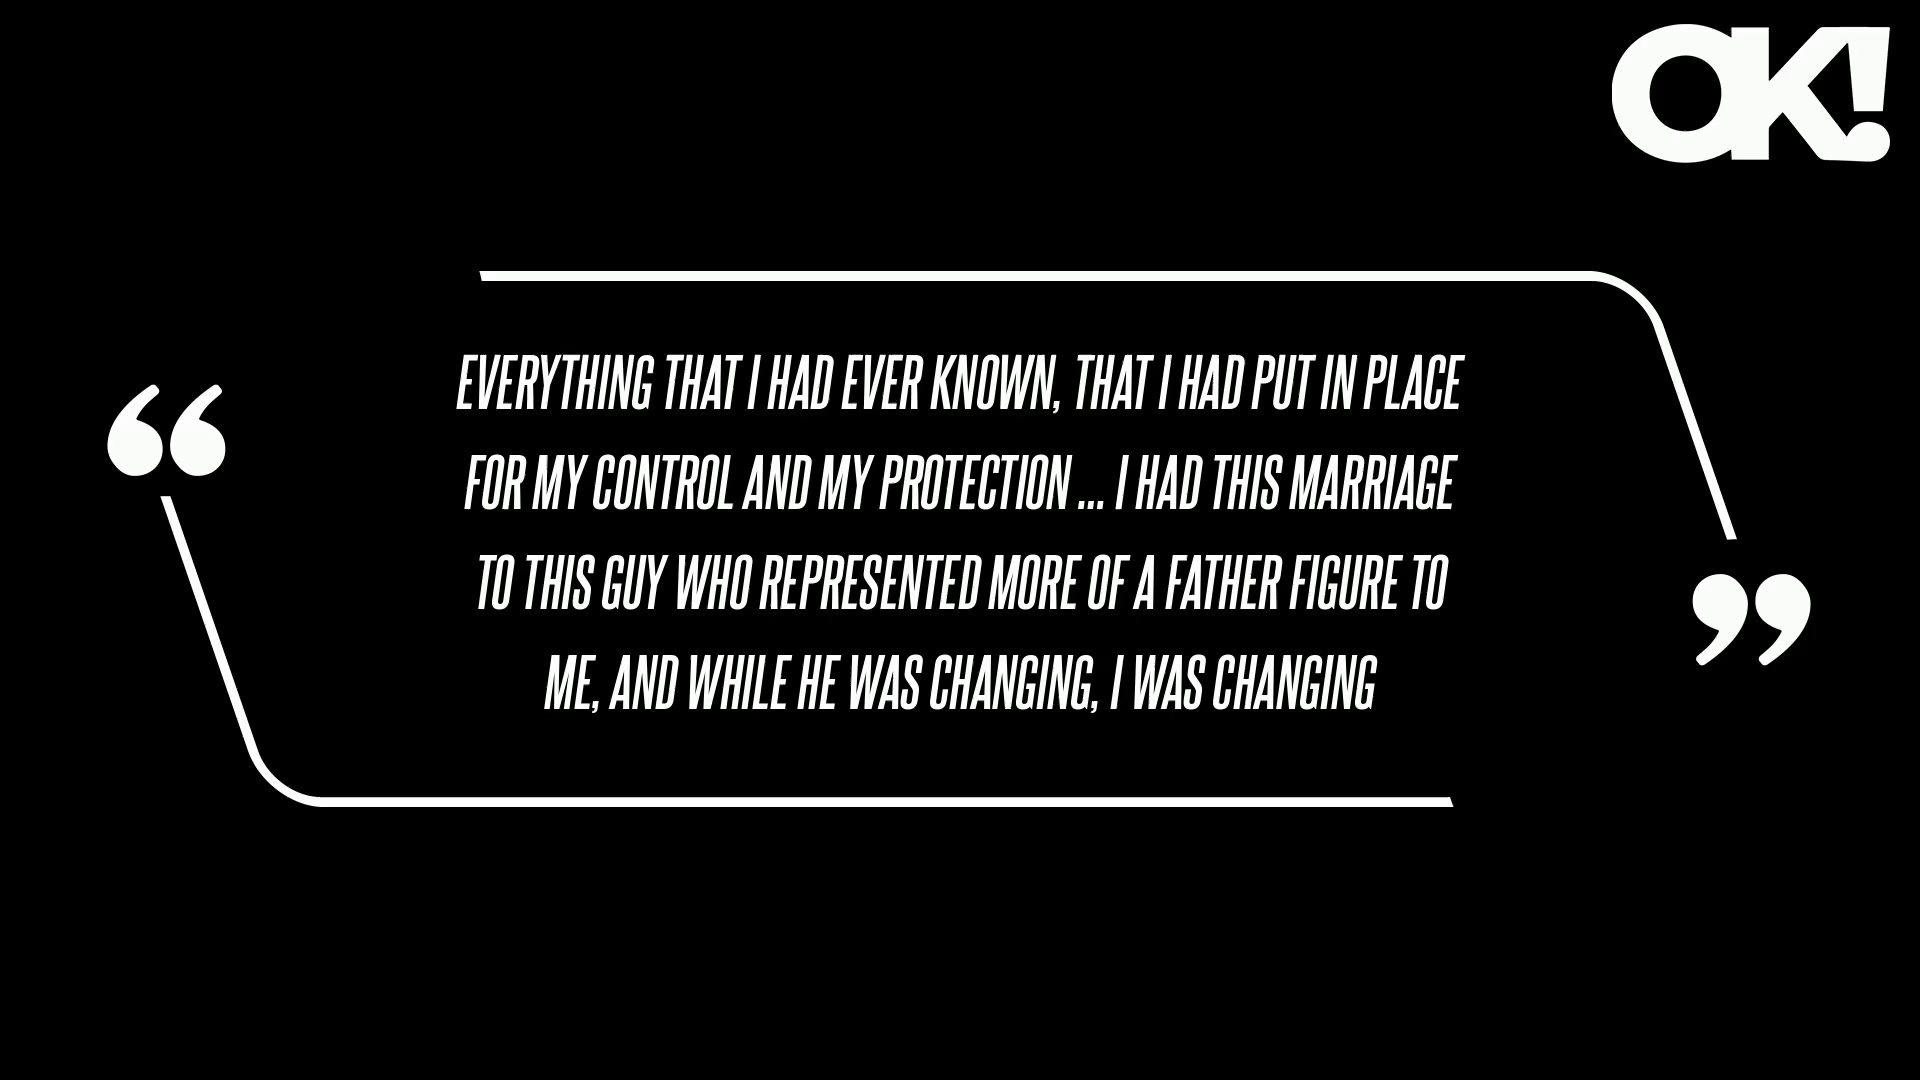 OK!
“
EVERYTHING THAT I HAD EVER KNOWN, THAT I HAD PUT IN PLACE
FOR MY CONTROL AND MY PROTECTION ... I HAD THIS MARRIAGE
TO THIS GUY WHO REPRESENTED MORE OF A FATHER FIGURE TO
ME, AND WHILE HE WAS CHANGING, I WAS CHANGING
”